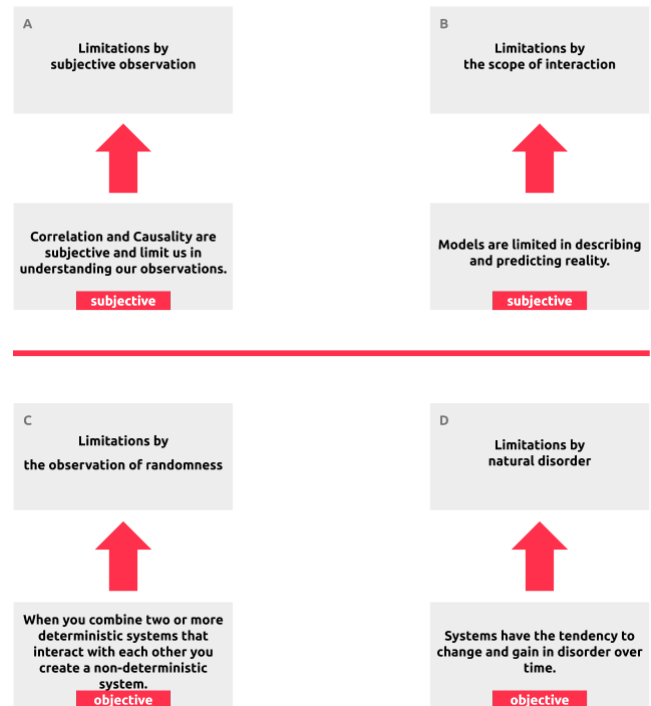 A
Limitations by
subjective observation
B
Limitations by
the scope of interaction
Correlation and Causality are
subjective and limit us in
understanding our observations.
subjective
Models are limited in describing
and predicting reality.
subjective
C
Limitations by
the observation of randomness
D
Limitations by
natural disorder
When you combine two or more
deterministic systems that
interact with each other you
create a non-deterministic
system.
objective
Systems have the tendency to
change and gain in disorder over
time.
objective